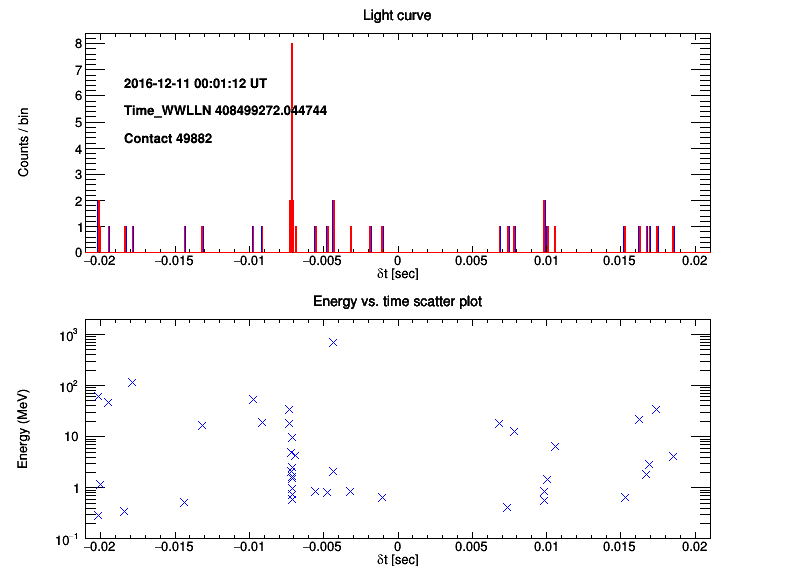 Light curve
Counts / bin
8
7
6
5
4
3
2
1
0
2016-12-11 00:01:12 UT
Time_WWLLN 408499272.044744
Contact 49882
−0.02 −0.015 −0.01 −0.005 0 0.005 0.01 0.015 0.02
δt [sec]
Energy vs. time scatter plot
Energy (MeV)
10³
10²
10
1
10⁻¹
−0.02 −0.015 −0.01 −0.005 0 0.005 0.01 0.015 0.02
δt [sec]